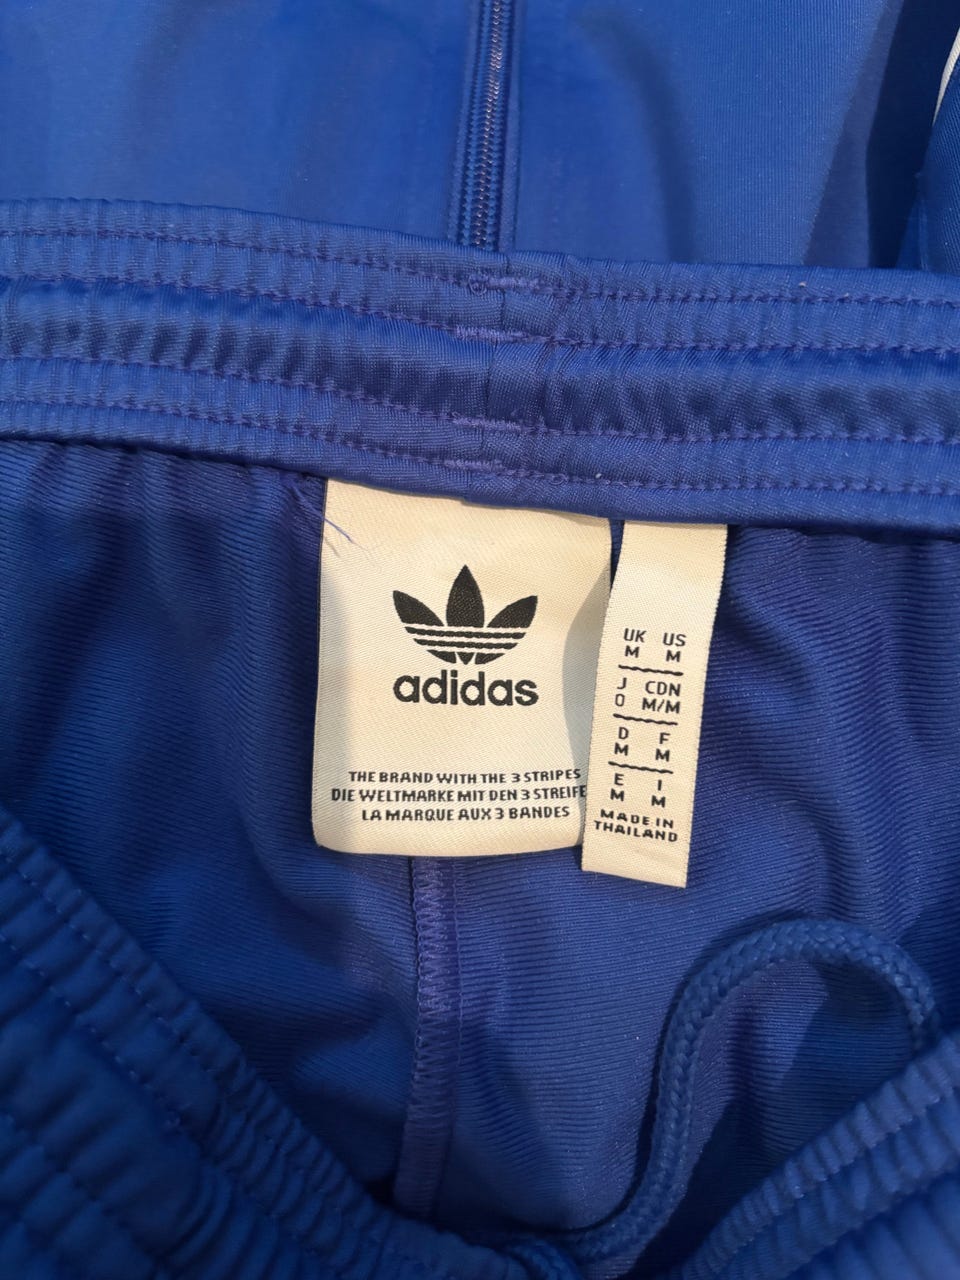 adidas
THE BRAND WITH THE 3 STRIPES
DIE WELTMARKE MIT DEN 3 STREIFE
LA MARQUE AUX 3 BANDES
UK US
M M
J CDN
O M/M
D F
M M
E I
M M
MADE IN
THAILAND